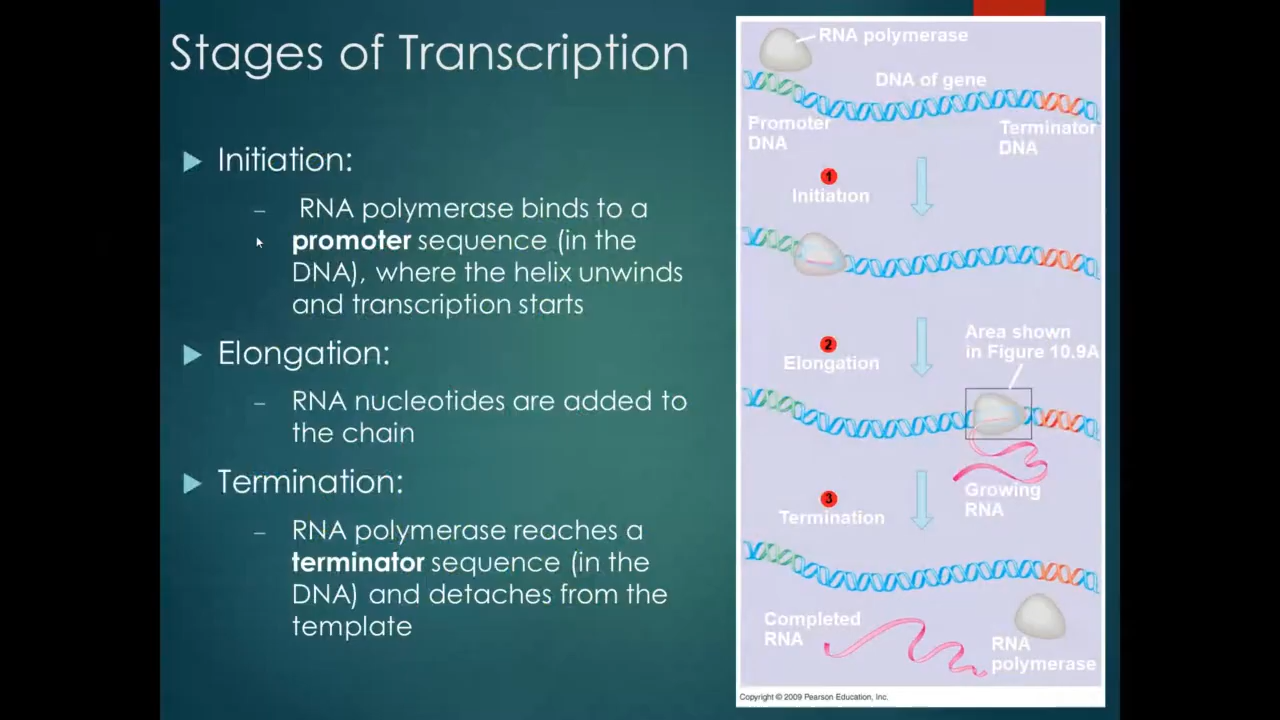 Stages of Transcription
Initiation:
– RNA polymerase binds to a
promoter sequence (in the
DNA), where the helix unwinds
and transcription starts
Elongation:
– RNA nucleotides are added to
the chain
Termination:
– RNA polymerase reaches a
terminator sequence (in the
DNA) and detaches from the
template
RNA polymerase
DNA of gene
Promoter
DNA
Terminator
DNA
1
Initiation
Area shown
in Figure 10.9A
2
Elongation
Growing
RNA
3
Termination
Completed
RNA
RNA
polymerase
Copyright © 2009 Pearson Education, Inc.